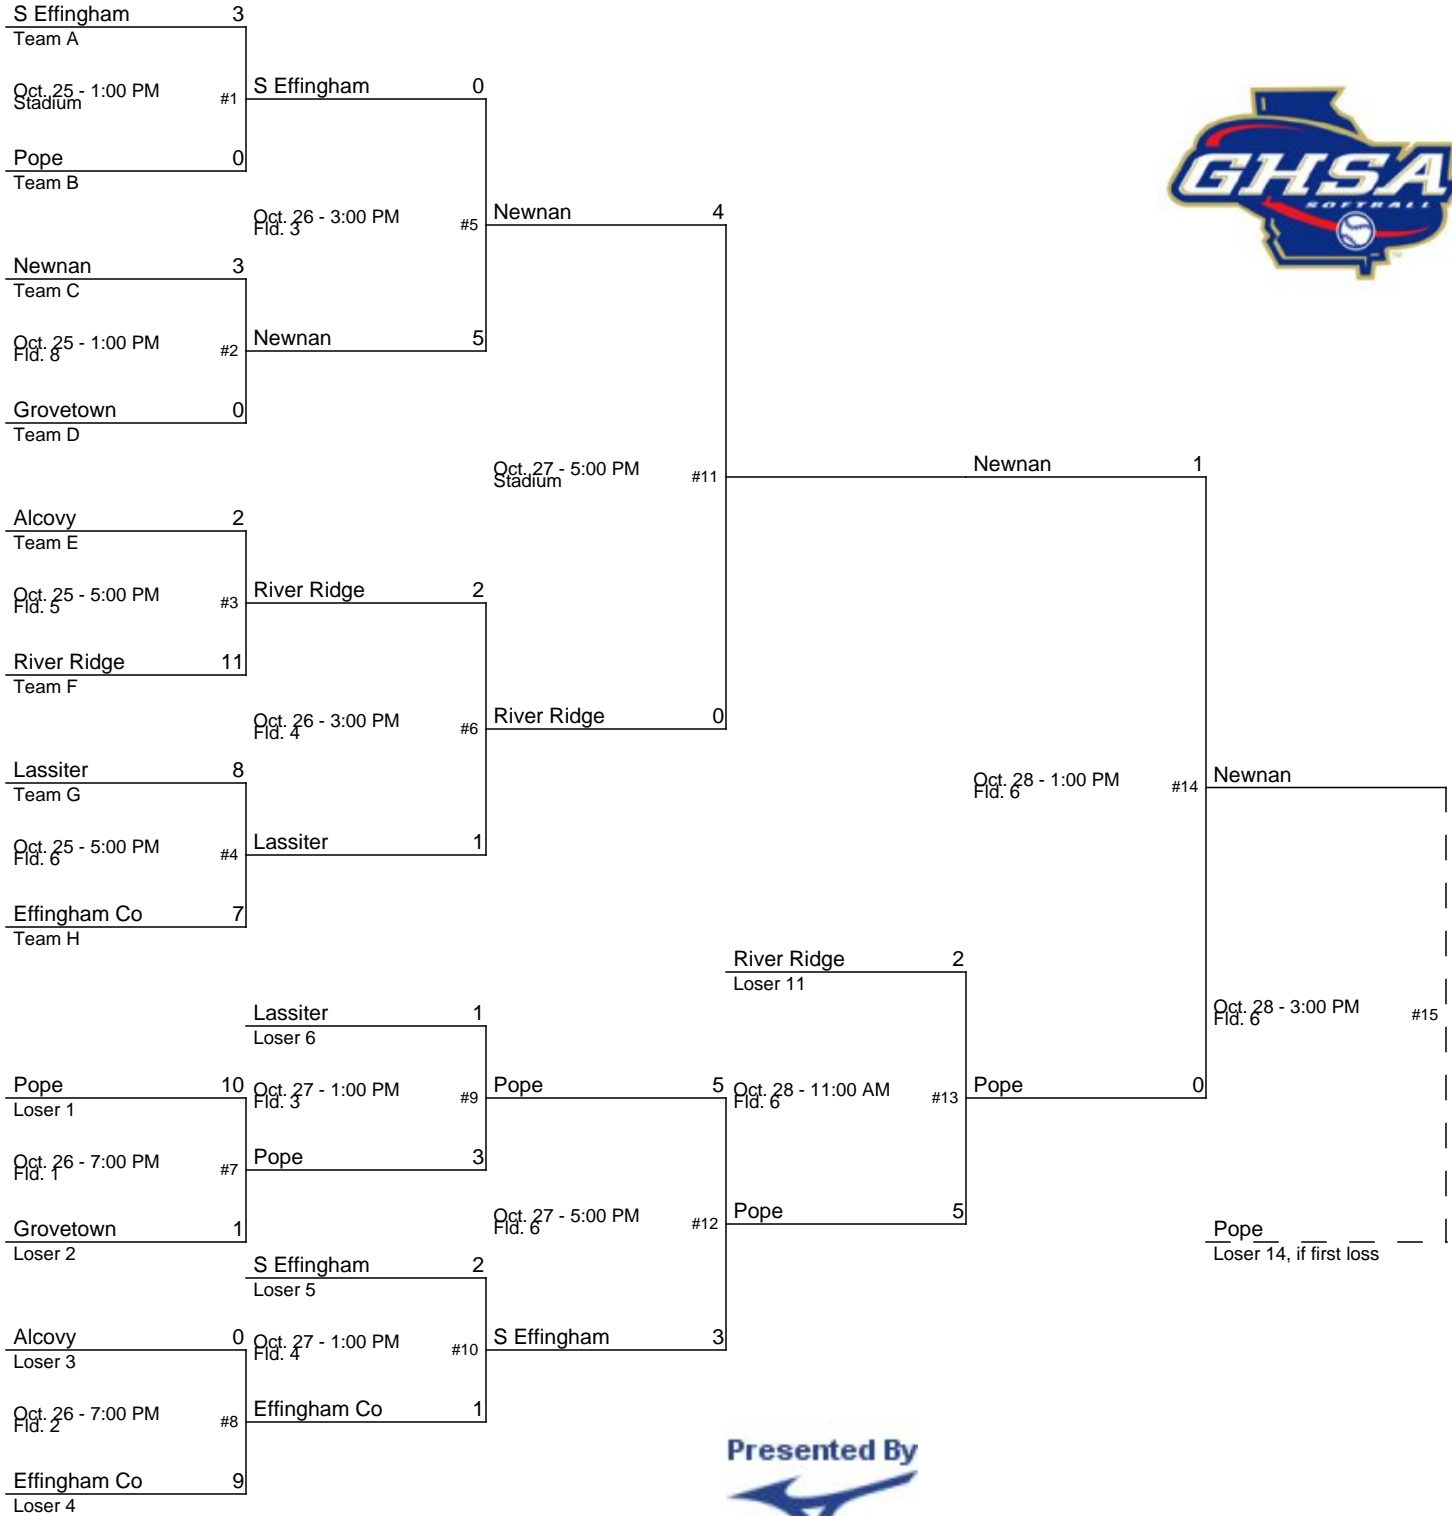 S Effingham 3
Team A
Oct. 25 - 1:00 PM
Stadium
#1
Pope 0
Team B
S Effingham 0
Oct. 26 - 3:00 PM
Fld. 3
#5
Newnan 3
Team C
Oct. 25 - 1:00 PM
Fld. 8
#2
Grovetown 0
Team D
Newnan 5
Newnan 4
Oct. 27 - 5:00 PM
Stadium
#11
Alcovy 2
Team E
Oct. 25 - 5:00 PM
Fld. 5
#3
River Ridge 11
Team F
River Ridge 2
Oct. 26 - 3:00 PM
Fld. 4
#6
Lassiter 8
Team G
Oct. 25 - 5:00 PM
Fld. 6
#4
Effingham Co 7
Team H
Lassiter 1
River Ridge 0
Newnan 1
Oct. 28 - 1:00 PM
Fld. 6
#14
Newnan
Oct. 28 - 3:00 PM
Fld. 6
#15
Pope
Loser 14, if first loss
Lassiter 1
Loser 6
Oct. 27 - 1:00 PM
Fld. 3
#9
Pope 3
Pope 10
Loser 1
Oct. 26 - 7:00 PM
Fld. 1
#7
Grovetown 1
Loser 2
Pope 5
Oct. 27 - 5:00 PM
Fld. 6
#12
S Effingham 3
S Effingham 2
Loser 5
Oct. 27 - 1:00 PM
Fld. 4
#10
Effingham Co 1
Alcovy 0
Loser 3
Oct. 26 - 7:00 PM
Fld. 2
#8
Effingham Co 9
Loser 4
River Ridge 2
Loser 11
Oct. 28 - 11:00 AM
Fld. 6
#13
Pope 5
Pope 0
GHSA
SOFTBALL
TM
Presented By